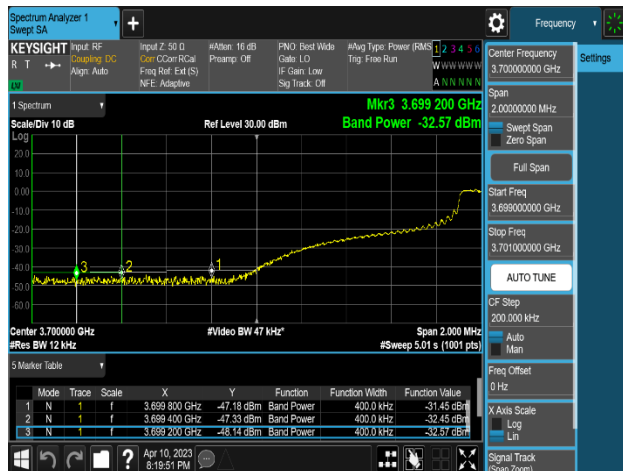 Spectrum Analyzer 1
Swept SA
Frequency
KEYSIGHT
R T
Input: RF
Coupling: DC
Align: Auto
Input Z: 50 Ω
Corr CCorr RCal
Freq Ref: Ext (S)
NFE: Adaptive
#Atten: 16 dB
Preamp: Off
PNO: Best Wide
Gate: LO
IF Gain: Low
Sig Track: Off
#Avg Type: Power (RMS
Trig: Free Run
1 2 3 4 5 6
W W W W W W
A N N N N N
Center Frequency
3.700000000 GHz
Settings
Span
2.00000000 MHz
Swept Span
Zero Span
Full Span
Start Freq
3.699000000 GHz
Stop Freq
3.701000000 GHz
AUTO TUNE
CF Step
200.000 kHz
Auto
Man
Freq Offset
0 Hz
X Axis Scale
Log
Lin
Signal Track
(Span Zoom)
1 Spectrum
Scale/Div 10 dB
Ref Level 30.00 dBm
Mkr3 3.699 200 GHz
Band Power -32.57 dBm
Log
20.0
10.0
0.00
-10.0
-20.0
-30.0
-40.0
-50.0
-60.0
3
2
1
Center 3.700000 GHz
#Video BW 47 kHz*
Span 2.000 MHz
#Res BW 12 kHz
#Sweep 5.01 s (1001 pts)
5 Marker Table
Mode Trace Scale X Y Function Function Width Function Value
1 N 1 f 3.699 800 GHz -47.18 dBm Band Power 400.0 kHz -31.45 dBm
2 N 1 f 3.699 400 GHz -47.33 dBm Band Power 400.0 kHz -32.45 dBm
3 N 1 f 3.699 200 GHz -48.14 dBm Band Power 400.0 kHz -32.57 dBm
Apr 10, 2023
8:19:51 PM